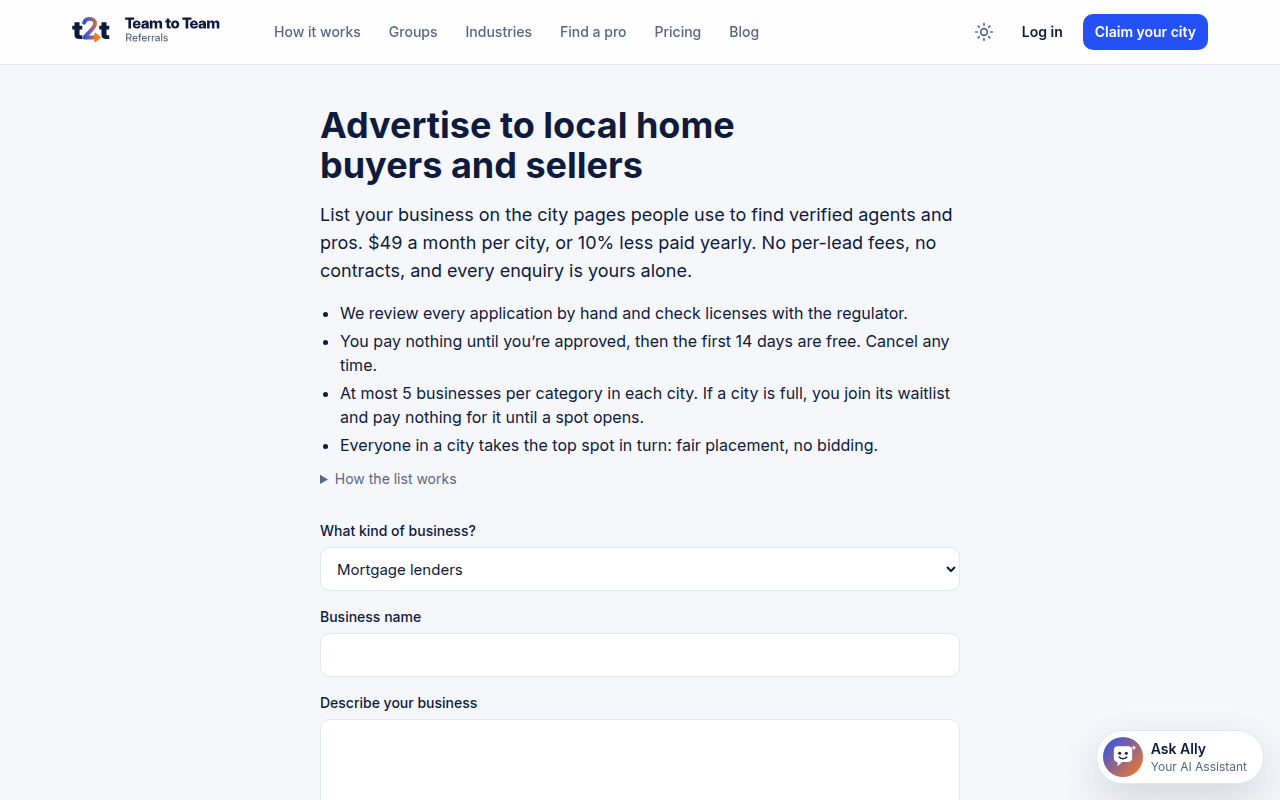 t2t Team to Team
Referrals
How it works
Groups
Industries
Find a pro
Pricing
Blog
Log in
Claim your city
Advertise to local home
buyers and sellers
List your business on the city pages people use to find verified agents and
pros. $49 a month per city, or 10% less paid yearly. No per-lead fees, no
contracts, and every enquiry is yours alone.
We review every application by hand and check licenses with the regulator.
You pay nothing until you’re approved, then the first 14 days are free. Cancel any
time.
At most 5 businesses per category in each city. If a city is full, you join its waitlist
and pay nothing for it until a spot opens.
Everyone in a city takes the top spot in turn: fair placement, no bidding.
How the list works
What kind of business?
Mortgage lenders
Business name
Describe your business
Ask Ally
Your AI Assistant